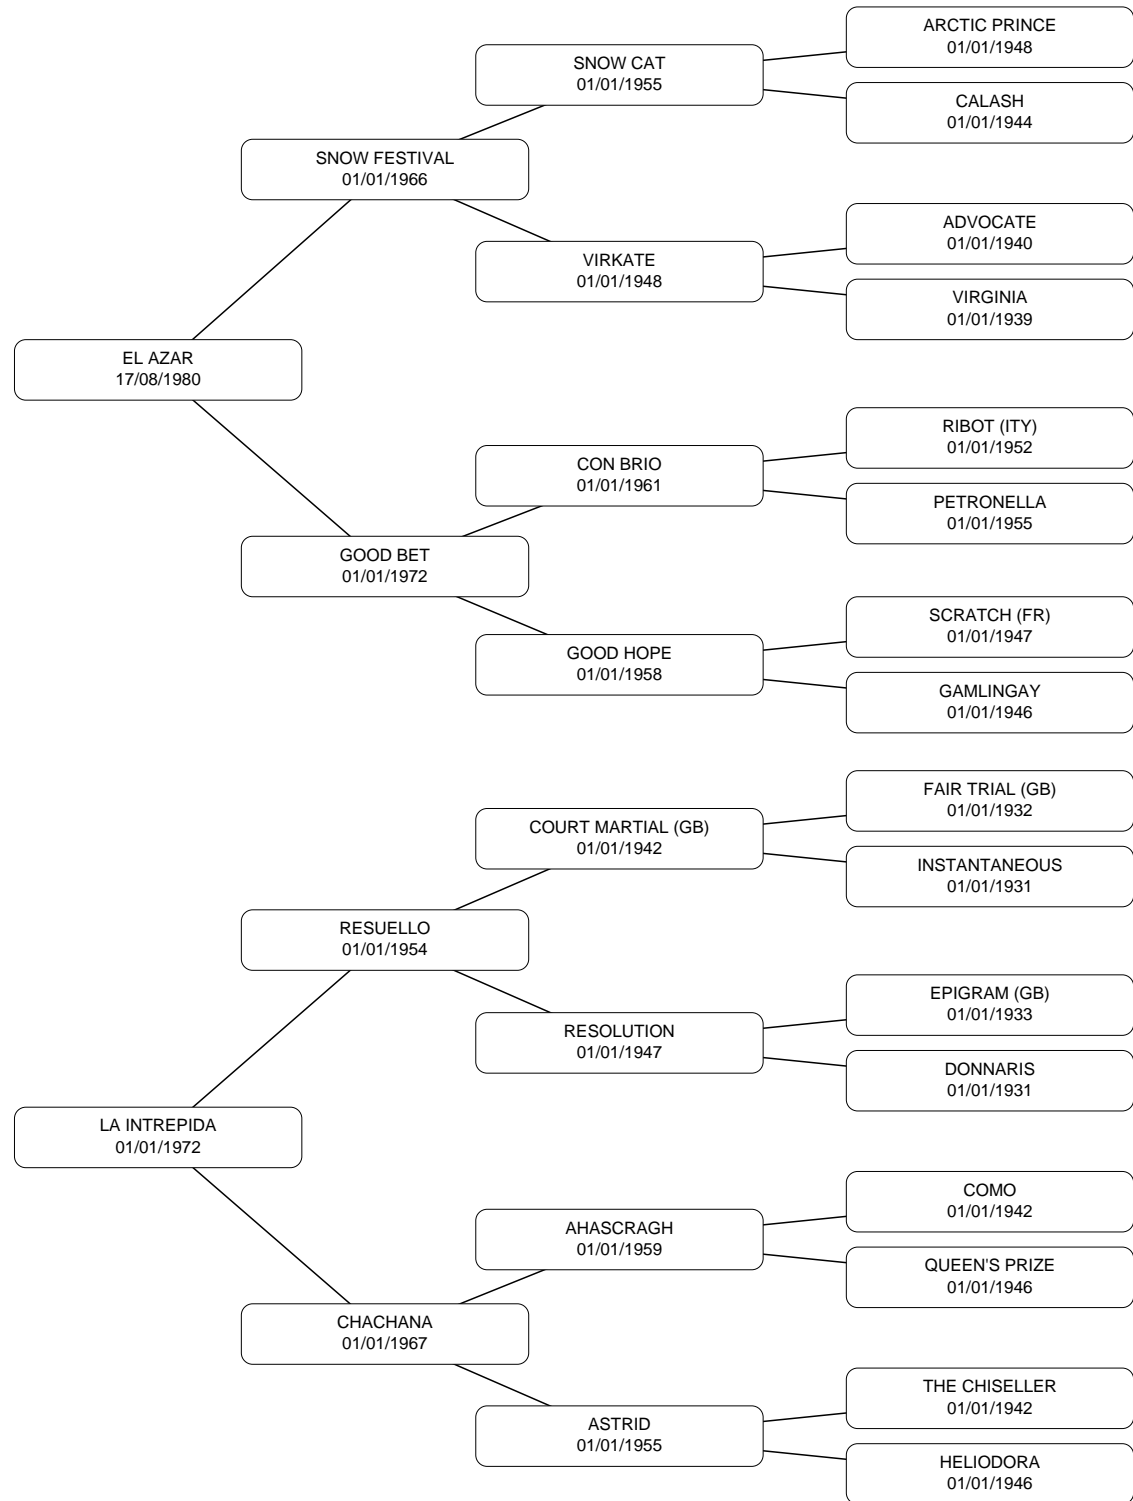 ARCTIC PRINCE
01/01/1948
SNOW CAT
01/01/1955
CALASH
01/01/1944
SNOW FESTIVAL
01/01/1966
ADVOCATE
01/01/1940
VIRKATE
01/01/1948
VIRGINIA
01/01/1939
EL AZAR
17/08/1980
RIBOT (ITY)
01/01/1952
CON BRIO
01/01/1961
PETRONELLA
01/01/1955
GOOD BET
01/01/1972
SCRATCH (FR)
01/01/1947
GOOD HOPE
01/01/1958
GAMLINGAY
01/01/1946
FAIR TRIAL (GB)
01/01/1932
COURT MARTIAL (GB)
01/01/1942
INSTANTANEOUS
01/01/1931
RESUELLO
01/01/1954
EPIGRAM (GB)
01/01/1933
RESOLUTION
01/01/1947
DONNARIS
01/01/1931
LA INTREPIDA
01/01/1972
COMO
01/01/1942
AHASCRAGH
01/01/1959
QUEEN'S PRIZE
01/01/1946
CHACHANA
01/01/1967
THE CHISELLER
01/01/1942
ASTRID
01/01/1955
HELIODORA
01/01/1946